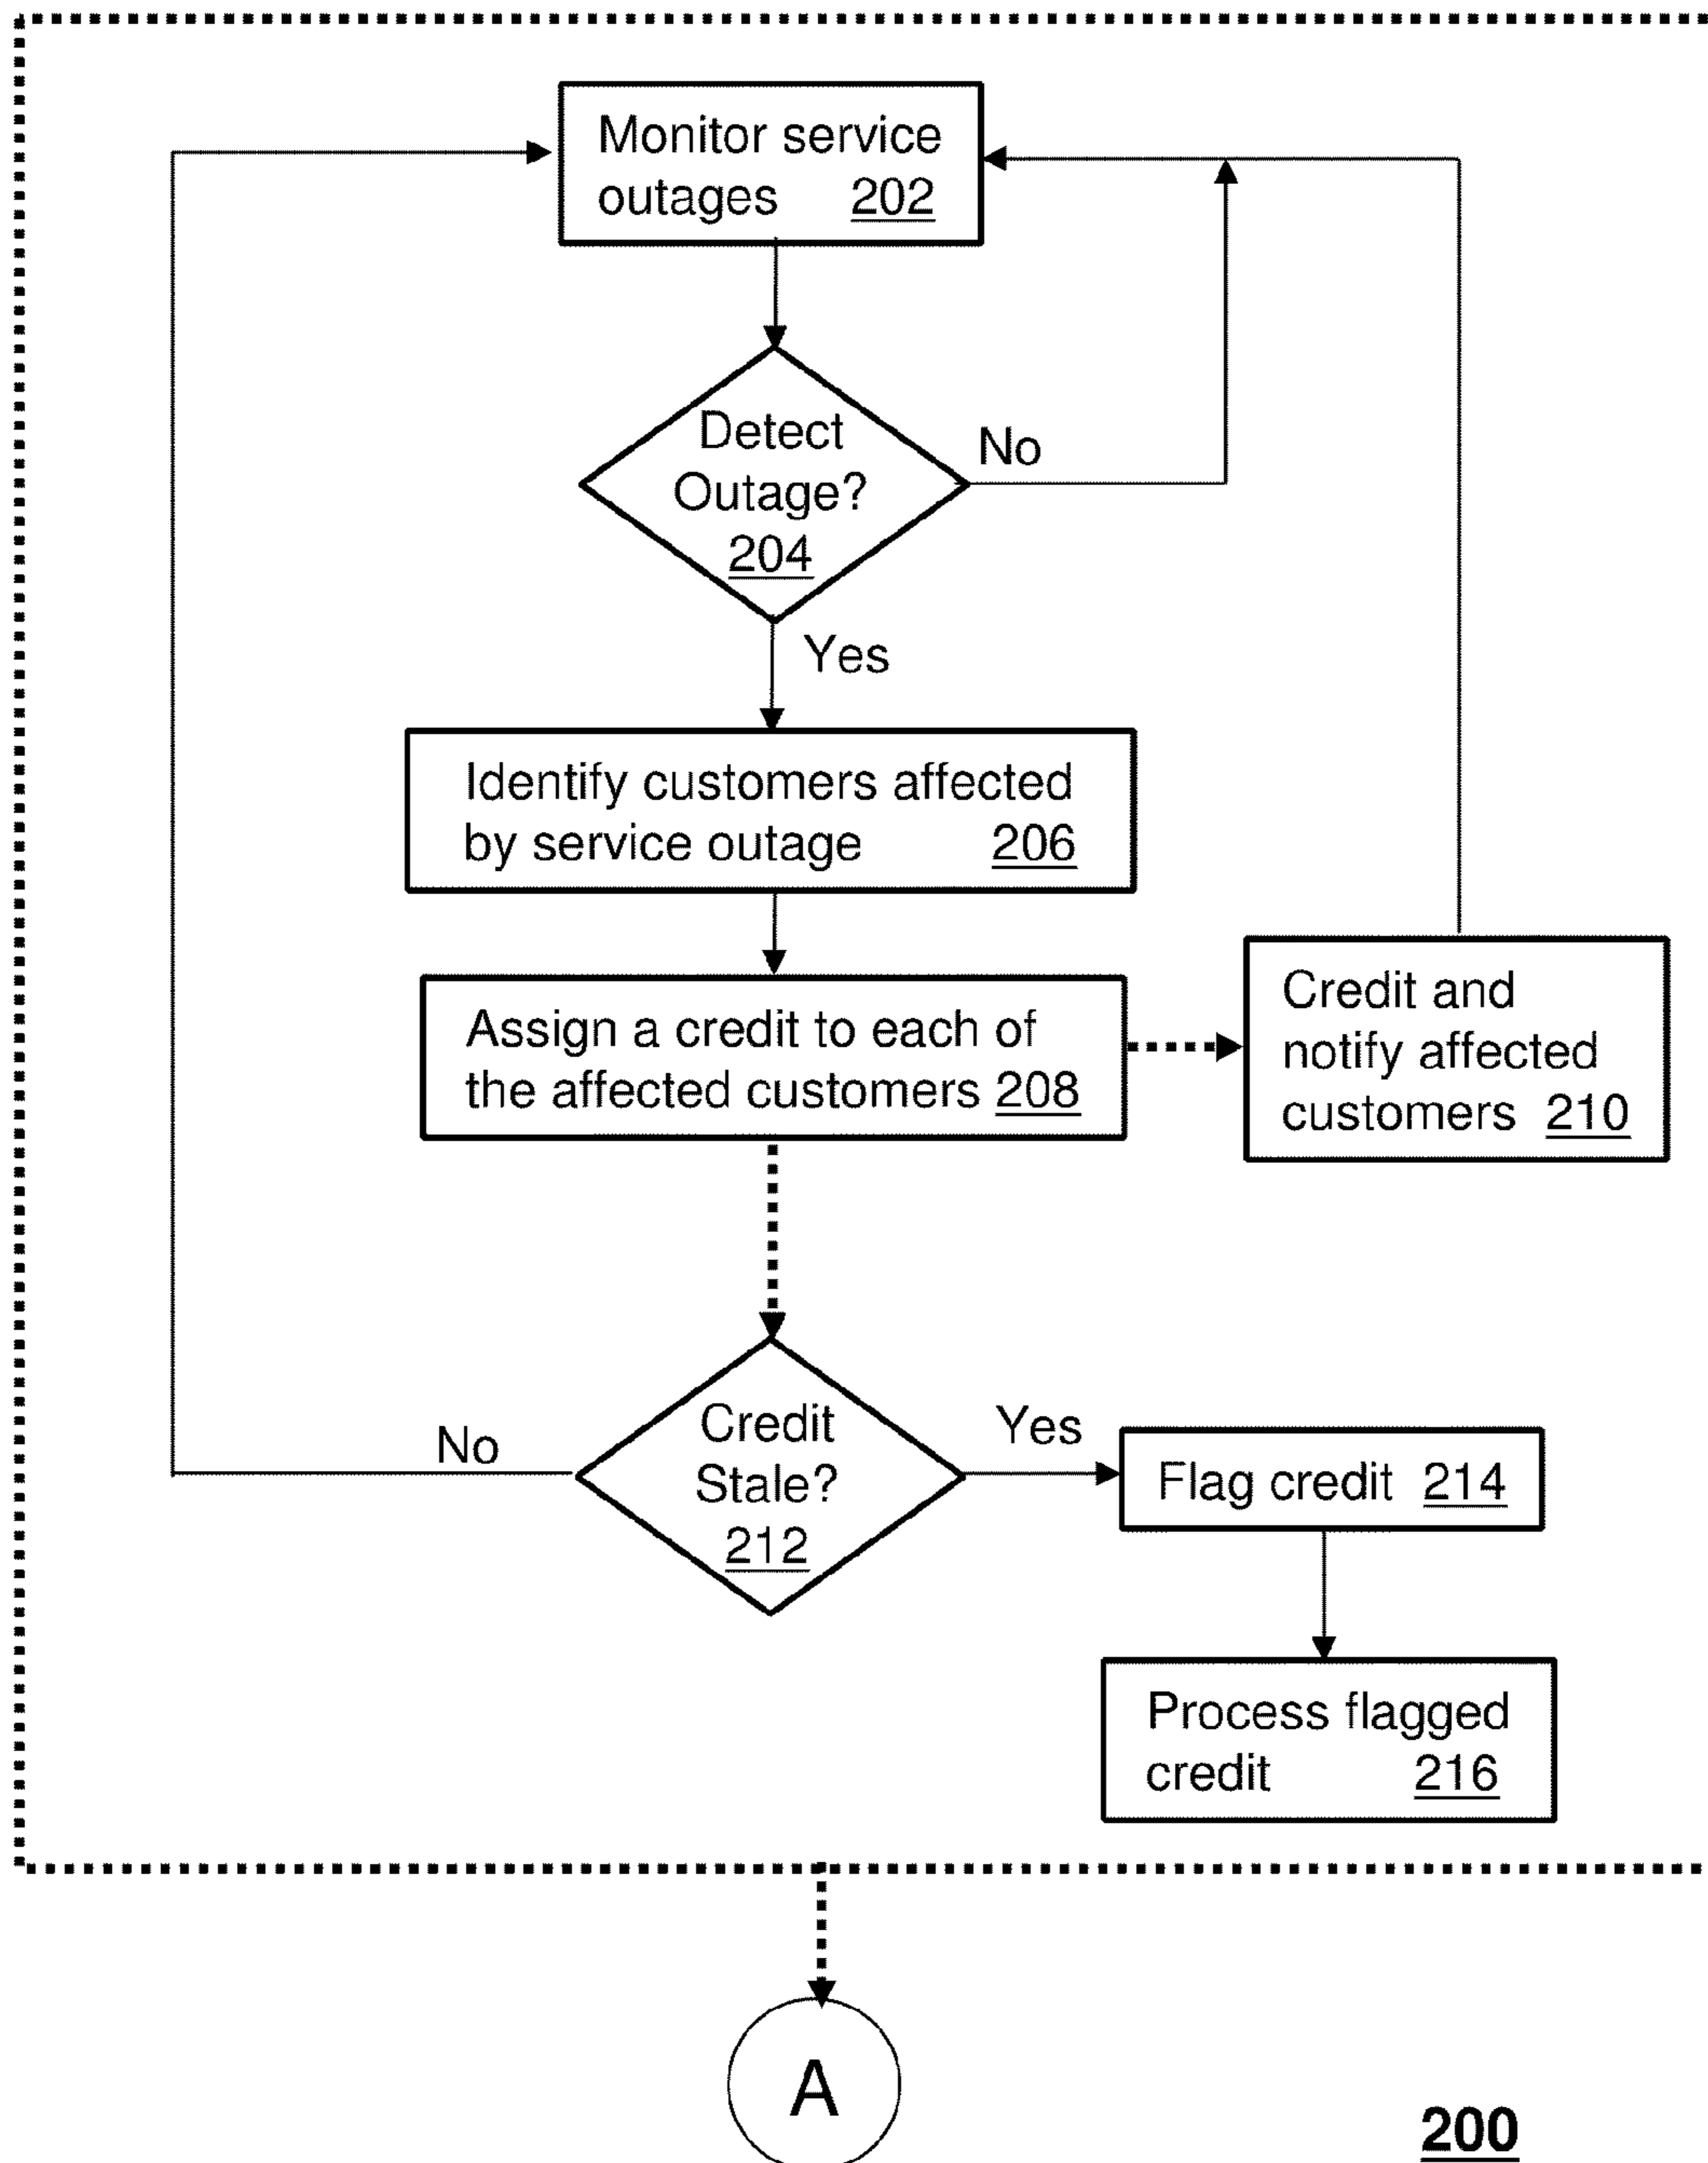 Monitor service
outages 202
Detect
Outage?
204
No
Yes
Identify customers affected
by service outage 206
Assign a credit to each of
the affected customers 208
Credit and
notify affected
customers 210
Credit
Stale?
212
No
Yes
Flag credit 214
Process flagged
credit 216
A
200